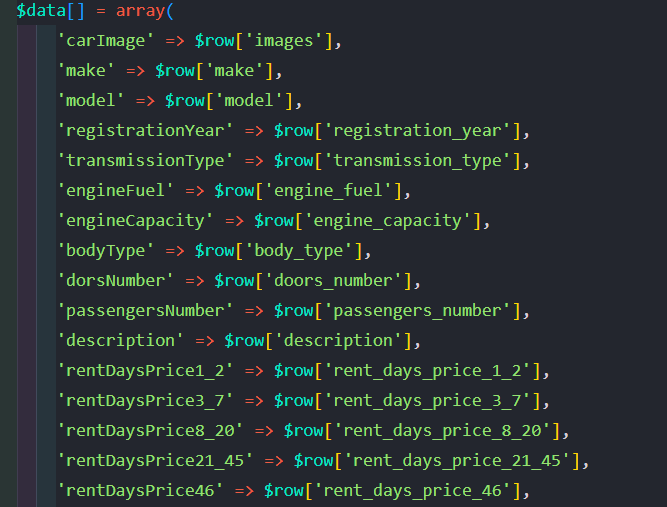 $data[] = array(
'carImage' => $row['images'],
'make' => $row['make'],
'model' => $row['model'],
'registrationYear' => $row['registration_year'],
'transmissionType' => $row['transmission_type'],
'engineFuel' => $row['engine_fuel'],
'engineCapacity' => $row['engine_capacity'],
'bodyType' => $row['body_type'],
'dorsNumber' => $row['doors_number'],
'passengersNumber' => $row['passengers_number'],
'description' => $row['description'],
'rentDaysPrice1_2' => $row['rent_days_price_1_2'],
'rentDaysPrice3_7' => $row['rent_days_price_3_7'],
'rentDaysPrice8_20' => $row['rent_days_price_8_20'],
'rentDaysPrice21_45' => $row['rent_days_price_21_45'],
'rentDaysPrice46' => $row['rent_days_price_46'],